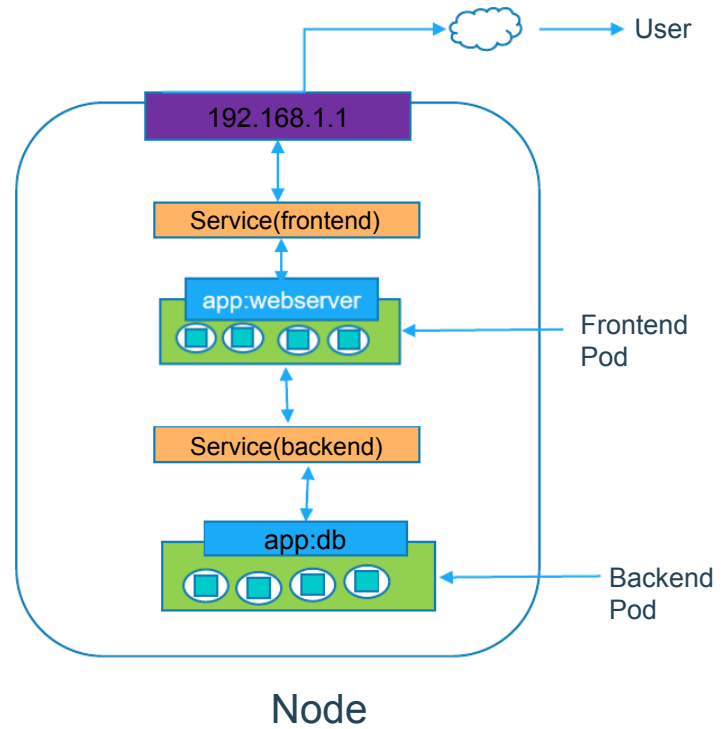 User
192.168.1.1
Service(frontend)
app:webserver
Frontend
Pod
Service(backend)
app:db
Backend
Pod
Node